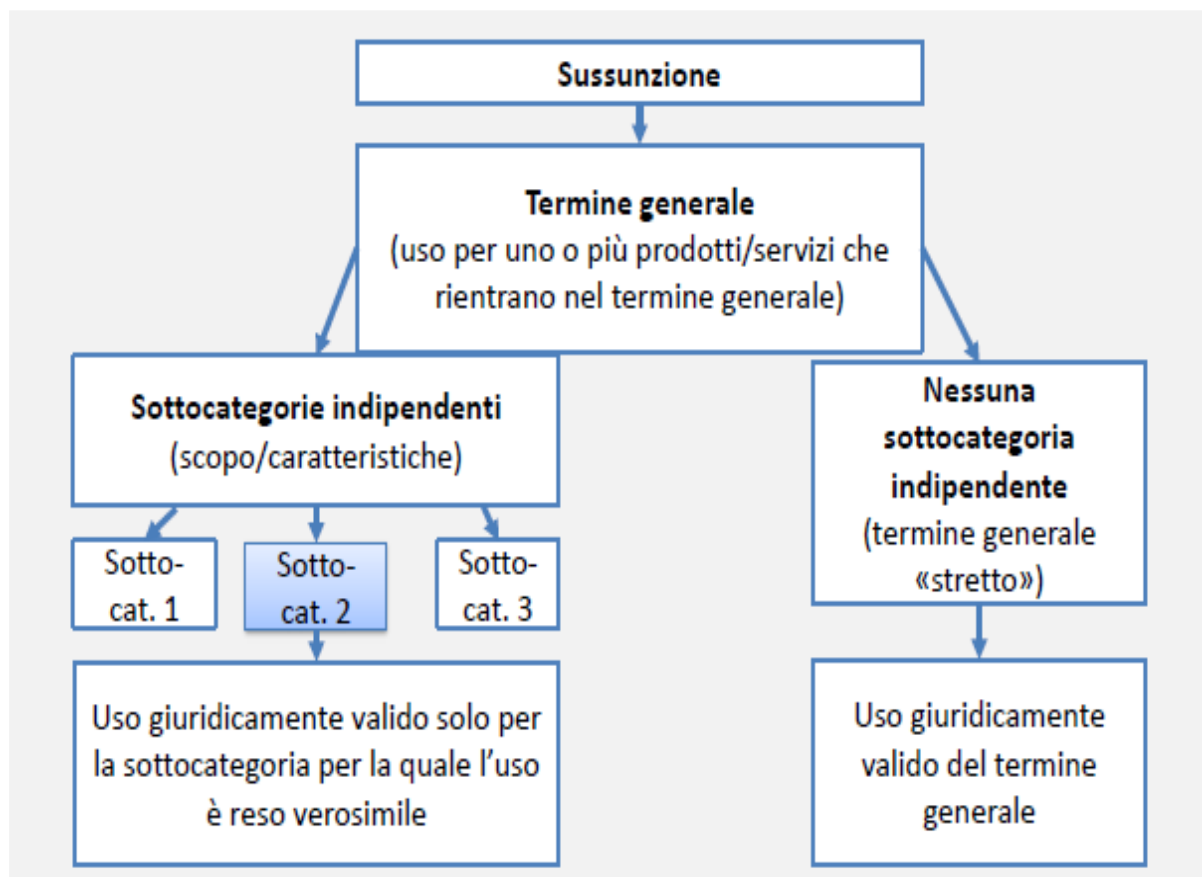 Sussunzione
Termine generale
(uso per uno o più prodotti/servizi che
rientrano nel termine generale)
Sottocategorie indipendenti
(scopo/caratteristiche)
Nessuna
sottocategoria
indipendente
(termine generale
«stretto»)
Sotto-
cat. 1
Sotto-
cat. 2
Sotto-
cat. 3
Uso giuridicamente valido solo per
la sottocategoria per la quale l’uso
è reso verosimile
Uso giuridicamente
valido del termine
generale